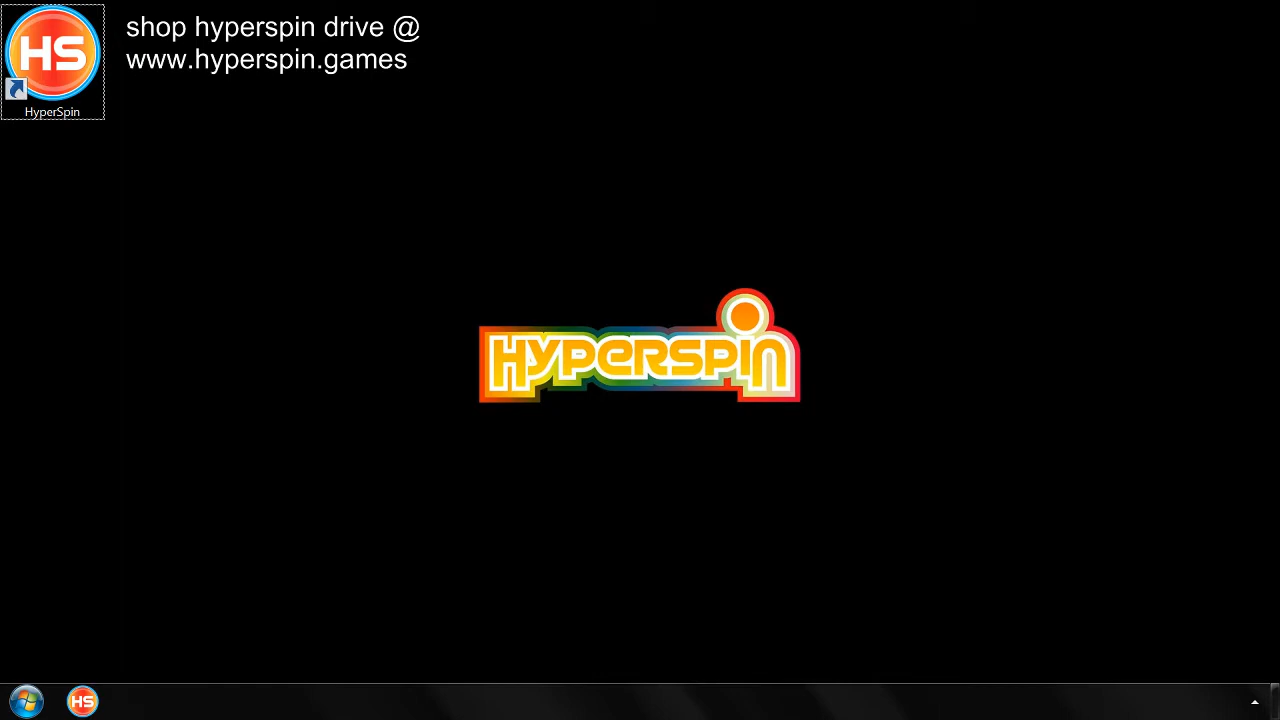 HS
shop hyperspin drive @
www.hyperspin.games
HyperSpin
HYPERSPIN
HS